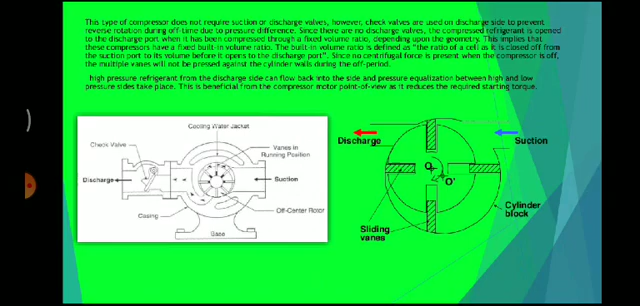 This type of compressor does not require suction or discharge valves, however, check valves are used on discharge side to prevent
reverse rotation during off-time due to pressure difference. Since there are no discharge valves, the compressed refrigerant is opened
to the discharge port when it has been compressed through a fixed volume ratio, depending upon the geometry. This implies that
these compressors have a fixed built-in volume ratio. The built-in volume ratio is defined as "the ratio of a cell as it is closed off from
the suction port to its volume before it opens to the discharge port". Since no centrifugal force is present when the compressor is off,
the multiple vanes will not be pressed against the cylinder walls during the off-period.
high pressure refrigerant from the discharge side can flow back into the side and pressure equalization between high and low
pressure sides take place. This is beneficial from the compressor motor point-of-view as it reduces the required starting torque.
Cooling Water Jacket
Check Valve
Vanes in
Running Position
Discharge
Suction
Casing
Off-Center Rotor
Base
Discharge
Suction
O
O'
Cylinder
block
Sliding
vanes